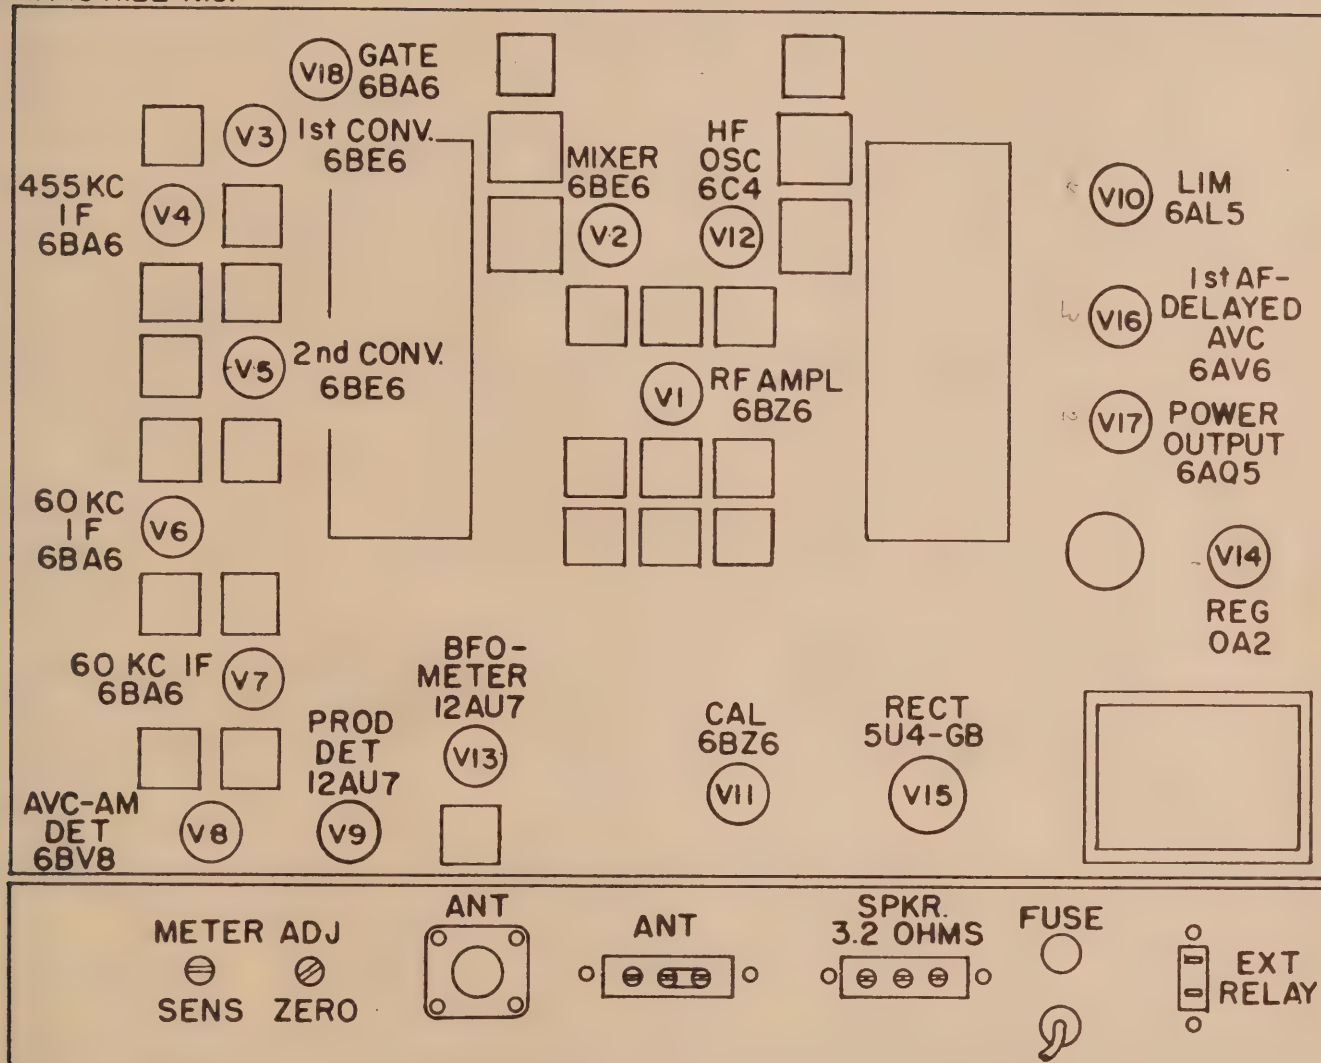 V18 GATE
6BA6
V3 1st CONV.
6BE6
455 KC
IF
6BA6
V4
MIXER
6BE6
V2
HF
OSC
6C4
V12
V10 LIM
6AL5
V5 2nd CONV.
6BE6
V1 RF AMPL
6BZ6
V16 1st AF-
DELAYED
AVC
6AV6
V17 POWER
OUTPUT
6AQ5
60 KC
IF
6BA6
V6
V14
REG
OA2
60 KC IF
6BA6
V7
BFO-
METER
12AU7
V13
PROD
DET
12AU7
V9
CAL
6BZ6
V11
RECT
5U4-GB
V15
AVC-AM
DET
6BV8
V8
METER ADJ
SENS ZERO
ANT
ANT
SPKR.
3.2 OHMS
FUSE
EXT
RELAY